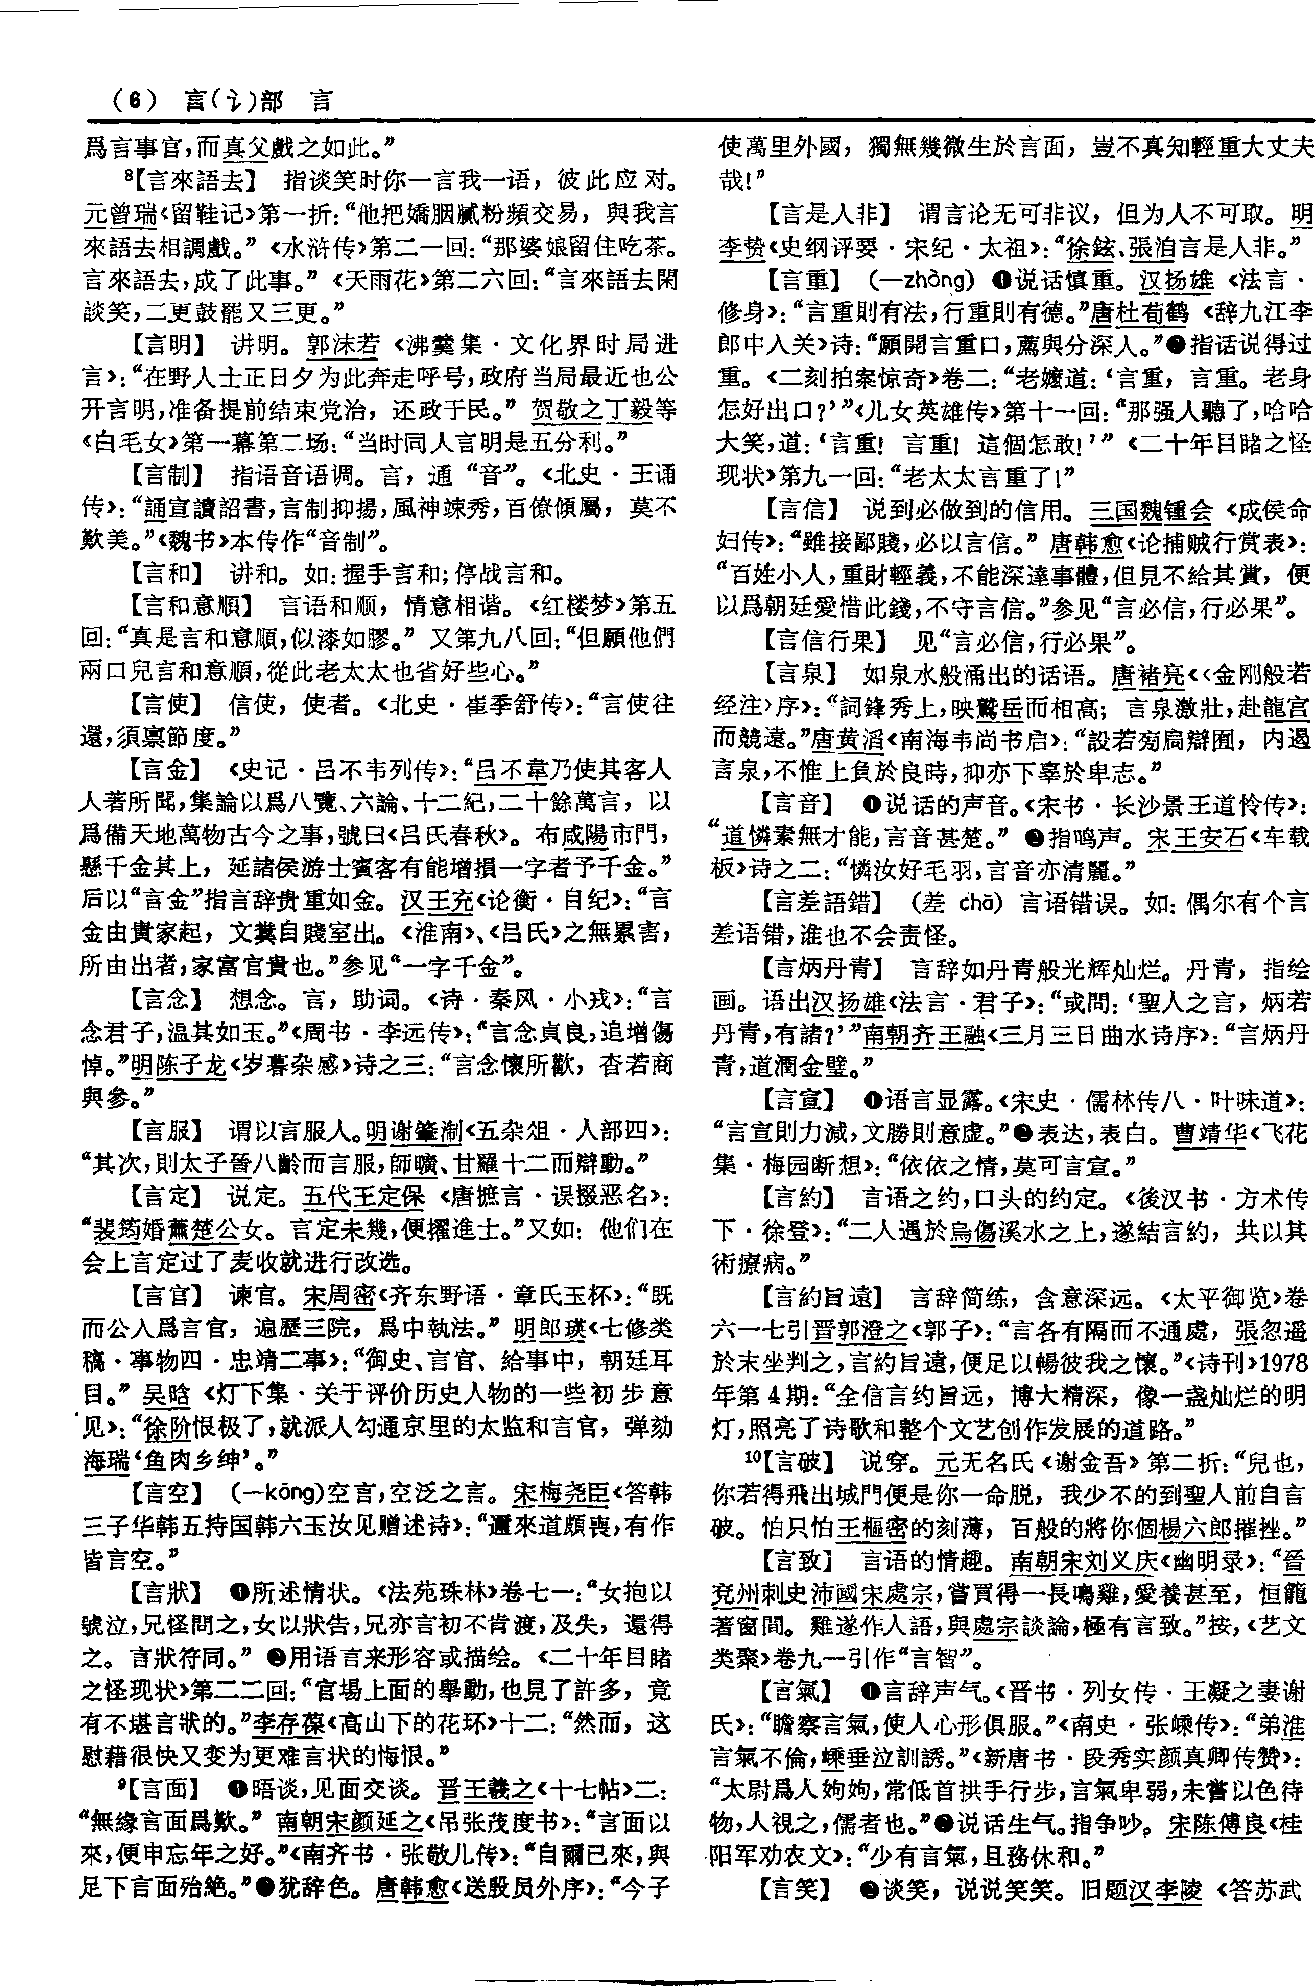 (6) 言(讠)部 言
爲言事官,而真父戲之如此。”
⁸【言來語去】 指谈笑时你一言我一语，彼此应对。
元曾瑞《留鞋记》第一折:“他把嬌胭膩粉頻交易，與我言
來語去相調戲。”《水浒传》第二一回:“那婆娘留住吃茶。
言來語去,成了此事。”《天雨花》第二六回:“言來語去閑
談笑,二更鼓罷又三更。”
【言明】 讲明。郭沫若《沸羹集·文化界时局进
言》:“在野人士正日夕为此奔走呼号,政府当局最近也公
开言明,准备提前结束党治，还政于民。”贺敬之丁毅等
《白毛女》第一幕第二场:“当时同人言明是五分利。”
【言制】 指语音语调。言，通“音”。《北史·王诵
传》:“誦宣讀詔書,言制抑揚,風神竦秀,百僚傾屬，莫不
歎美。”《魏书》本传作“音制”。
【言和】 讲和。如:握手言和;停战言和。
【言和意順】 言语和顺，情意相谐。《红楼梦》第五
回:“真是言和意順,似漆如膠。”又第九八回:“但願他們
兩口兒言和意順,從此老太太也省好些心。”
【言使】 信使，使者。《北史·崔季舒传》:“言使往
還,須禀節度。”
【言金】 《史记·吕不韦列传》:“吕不韋乃使其客人
人著所聞,集論以爲八覽、六論、十二紀,二十餘萬言，以
爲備天地萬物古今之事,號曰《吕氏春秋》。布咸陽市門，
懸千金其上，延諸侯游士賓客有能增損一字者予千金。”
后以“言金”指言辞贵重如金。汉王充《论衡·自纪》:“言
金由貴家起，文糞自賤室出。《淮南》、《吕氏》之無累害，
所由出者,家富官貴也。”参见“一字千金”。
【言念】 想念。言，助词。《诗·秦风·小戎》:“言
念君子,温其如玉。”《周书·李远传》:“言念貞良,追增傷
悼。”明陈子龙《岁暮杂感》诗之三:“言念懷所歡，杳若商
與參。”
【言服】 谓以言服人。明谢肇淛《五杂俎·人部四》:
“其次,則太子晉八齡而言服,師曠、甘羅十二而辯動。”
【言定】 说定。五代王定保《唐摭言·误掇恶名》:
“裴筠婚蕭楚公女。言定未幾,便擢進士。”又如: 他们在
会上言定过了麦收就进行改选。
【言官】 谏官。宋周密《齐东野语·章氏玉杯》:“既
而公入爲言官，遍歷三院，爲中執法。”明郎瑛《七修类
稿·事物四·忠靖二事》:“御史、言官、給事中，朝廷耳
目。”吴晗《灯下集·关于评价历史人物的一些初步意
见》:“徐阶恨极了,就派人勾通京里的太监和言官，弹劾
海瑞‘鱼肉乡绅’。”
【言空】 (—kōng)空言,空泛之言。宋梅尧臣《答韩
三子华韩五持国韩六玉汝见赠述诗》:“邇來道頗喪,有作
皆言空。”
【言狀】 ❶所述情状。《法苑珠林》卷七一:“女抱以
號泣,兄怪問之,女以狀告,兄亦言初不肯渡,及失，還得
之。言狀符同。”❷用语言来形容或描绘。《二十年目睹
之怪现状》第二二回:“官場上面的舉動,也見了許多，竟
有不堪言狀的。”李存葆《高山下的花环》十二:“然而，这
慰藉很快又变为更难言状的悔恨。”
⁹【言面】 ❶晤谈,见面交谈。晋王羲之《十七帖》二:
“無緣言面爲歎。”南朝宋颜延之《吊张茂度书》:“言面以
來,便申忘年之好。”《南齐书·张敬儿传》:“自爾已來,與
足下言面殆絶。”❷犹辞色。唐韩愈《送殷员外序》:“今子
使萬里外國，獨無幾微生於言面，豈不真知輕重大丈夫
哉!”
【言是人非】 谓言论无可非议，但为人不可取。明
李贽《史纲评要·宋纪·太祖》:“徐鉉、張洎言是人非。”
【言重】 (—zhòng) ❶说话慎重。汉扬雄《法言·
修身》:“言重則有法,行重則有德。”唐杜荀鹤《辞九江李
郎中入关》诗:“願開言重口,薦與分深人。”❷指话说得过
重。《二刻拍案惊奇》卷二:“老嬤道:‘言重，言重。老身
怎好出口?’”《儿女英雄传》第十一回:“那强人聽了,哈哈
大笑,道:‘言重! 言重! 這個怎敢!’”《二十年目睹之怪
现状》第九一回:“老太太言重了!”
【言信】 说到必做到的信用。三国魏锺会《成侯命
妇传》:“雖接鄙賤,必以言信。”唐韩愈《论捕贼行赏表》:
“百姓小人,重財輕義,不能深達事體,但見不給其賞，便
以爲朝廷愛惜此錢,不守言信。”参见“言必信,行必果”。
【言信行果】 见“言必信,行必果”。
【言泉】 如泉水般涌出的话语。唐褚亮《〈金刚般若
经注〉序》:“詞鋒秀上,映鷲岳而相高; 言泉激壯,赴龍宫
而競遠。”唐黄滔《南海韦尚书启》:“設若旁扃辯囿，内遏
言泉,不惟上負於良時,抑亦下辜於卑志。”
【言音】 ❶说话的声音。《宋书·长沙景王道怜传》:
“道憐素無才能,言音甚楚。”❷指鸣声。宋王安石《车载
板》诗之二:“憐汝好毛羽,言音亦清麗。”
【言差語錯】 (差 chā) 言语错误。如: 偶尔有个言
差语错,谁也不会责怪。
【言炳丹青】 言辞如丹青般光辉灿烂。丹青，指绘
画。语出汉扬雄《法言·君子》:“或問:‘聖人之言，炳若
丹青,有諸?’”南朝齐王融《三月三日曲水诗序》:“言炳丹
青,道潤金璧。”
【言宣】 ❶语言显露。《宋史·儒林传八·叶味道》:
“言宣則力減,文勝則意虚。”❷表达,表白。曹靖华《飞花
集·梅园断想》:“依依之情,莫可言宣。”
【言約】 言语之约,口头的约定。《後汉书·方术传
下·徐登》:“二人遇於烏傷溪水之上,遂結言約，共以其
術療病。”
【言約旨遠】 言辞简练，含意深远。《太平御览》卷
六一七引晋郭澄之《郭子》:“言各有隔而不通處，張忽遥
於末坐判之,言約旨遠,便足以暢彼我之懷。”《诗刊》1978
年第4期:“全信言约旨远，博大精深，像一盏灿烂的明
灯,照亮了诗歌和整个文艺创作发展的道路。”
¹⁰【言破】 说穿。元无名氏《谢金吾》第二折:“兒也，
你若得飛出城門便是你一命脱，我少不的到聖人前自言
破。怕只怕王樞密的刻薄，百般的將你個楊六郎摧挫。”
【言致】 言语的情趣。南朝宋刘义庆《幽明录》:“晉
兗州刺史沛國宋處宗,嘗買得一長鳴雞,愛養甚至，恒籠
著窗間。雞遂作人語,與處宗談論,極有言致。”按,《艺文
类聚》卷九一引作“言智”。
【言氣】 ❶言辞声气。《晋书·列女传·王凝之妻谢
氏》:“瞻察言氣,使人心形俱服。”《南史·张嵊传》:“弟淮
言氣不倫,嵊垂泣訓誘。”《新唐书·段秀实颜真卿传赞》:
“太尉爲人姁姁,常低首拱手行步,言氣卑弱,未嘗以色待
物,人視之,儒者也。”❷说话生气。指争吵。宋陈傅良《桂
阳军劝农文》:“少有言氣,且務休和。”
【言笑】 ❷谈笑，说说笑笑。旧题汉李陵《答苏武